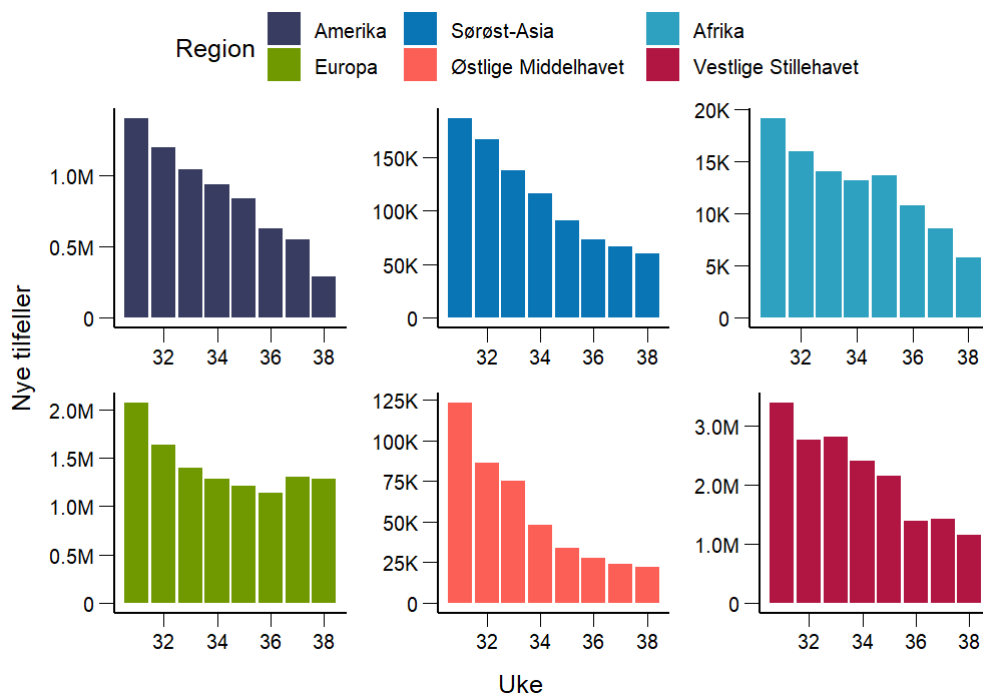 Region
Amerika
Sørøst-Asia
Afrika
Europa
Østlige Middelhavet
Vestlige Stillehavet
Nye tilfeller
1.0M
0.5M
0
32 34 36 38
150K
100K
50K
0
32 34 36 38
20K
15K
10K
5K
0
32 34 36 38
2.0M
1.5M
1.0M
0.5M
0
32 34 36 38
125K
100K
75K
50K
25K
0
32 34 36 38
3.0M
2.0M
1.0M
0
32 34 36 38
Uke